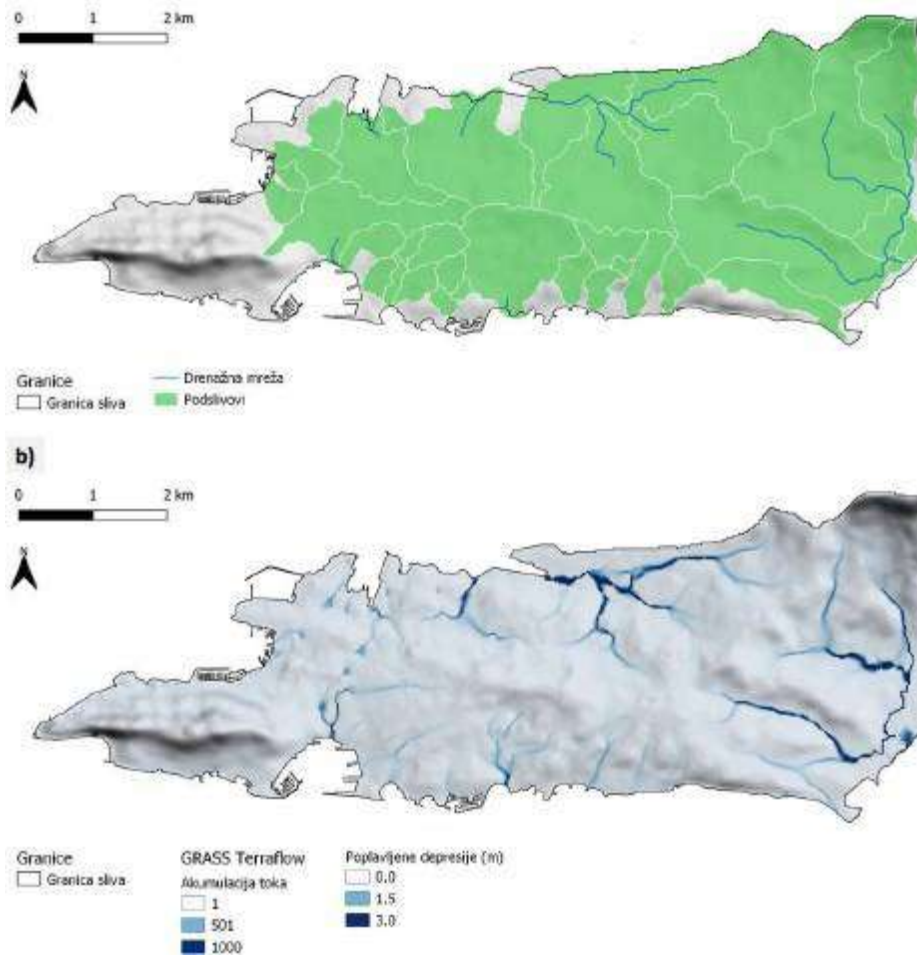 0 1 2 km
N
Granice
Granica sliva
Drenažna mreža
Podslivovi
b)
0 1 2 km
N
Granice
Granica sliva
GRASS Terraflow
Akumulacija toka
1
501
1000
Poplavljene depresije (m)
0.0
1.5
3.0